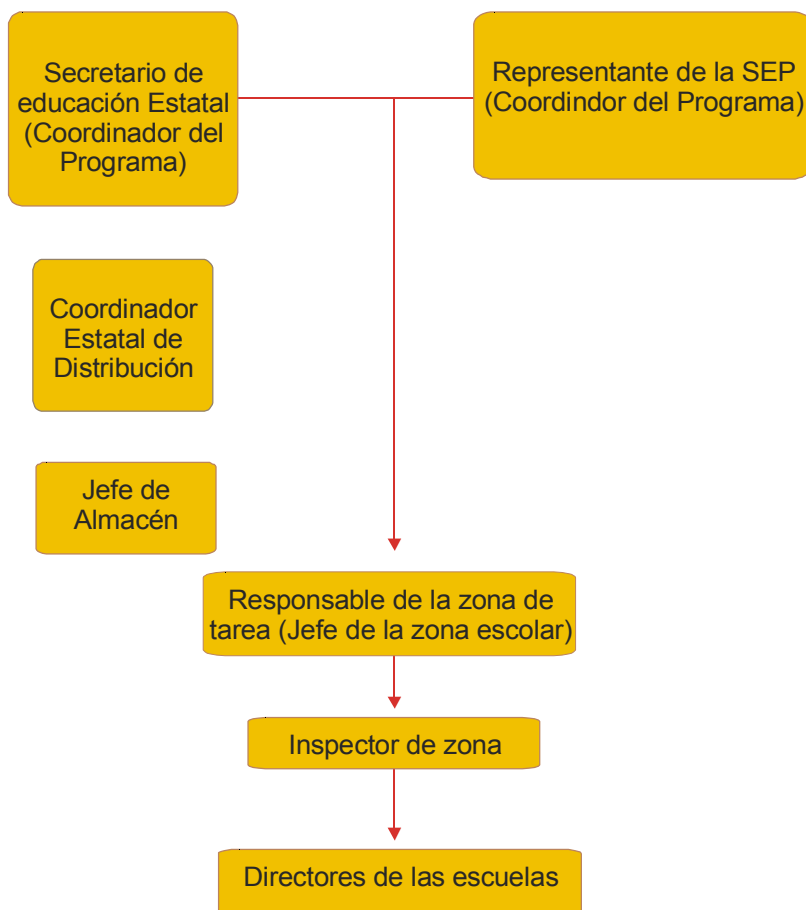 Secretario de
educación Estatal
(Coordinador del
Programa)
Representante de la SEP
(Coordindor del Programa)
Coordinador
Estatal de
Distribución
Jefe de
Almacén
Responsable de la zona de
tarea (Jefe de la zona escolar)
Inspector de zona
Directores de las escuelas